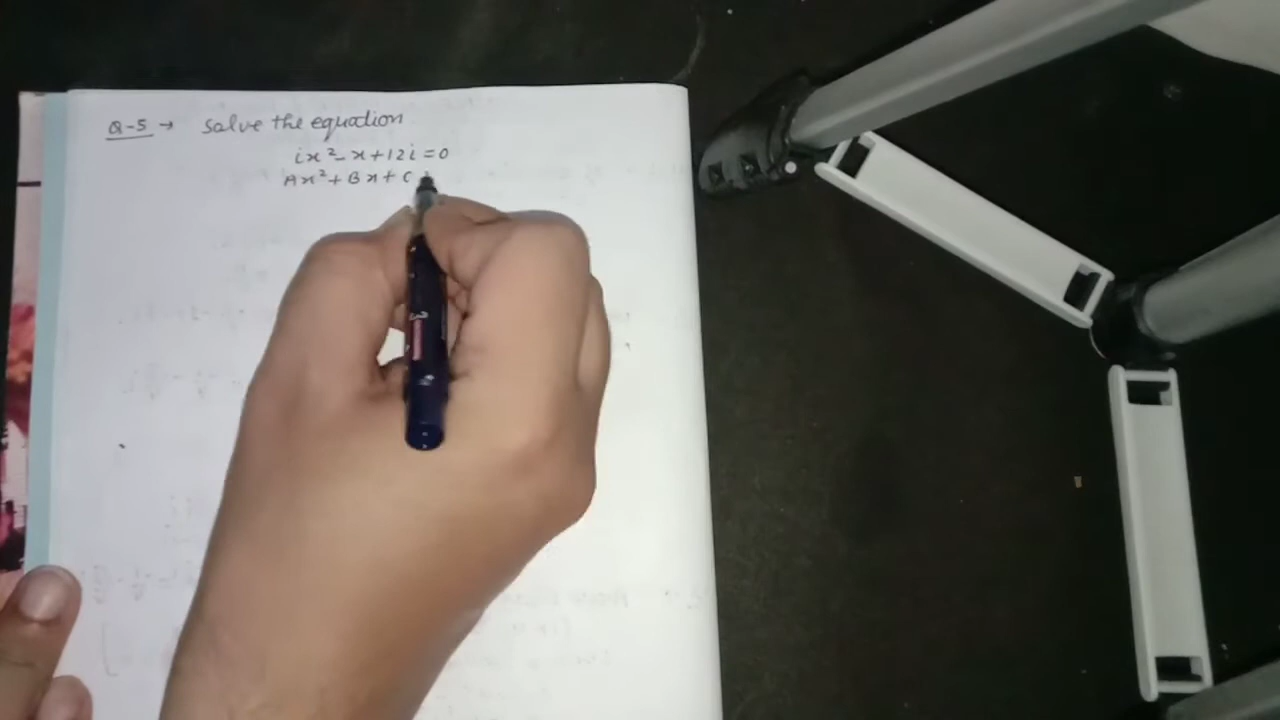 Q-5 → Solve the equation
ix² - x + 12i = 0
Ax² + Bx + C